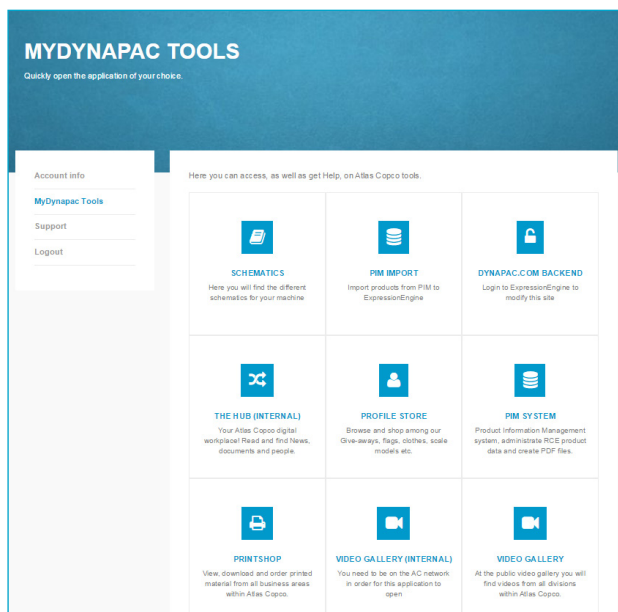 MYDYNAPAC TOOLS
Quickly open the application of your choice.
Account info
MyDynapac Tools
Support
Logout
Here you can access, as well as get Help, on Atlas Copco tools.
SCHEMATICS
Here you will find the different
schematics for your machine
PIM IMPORT
Import products from PIM to
ExpressionEngine
DYNAPAC.COM BACKEND
Login to ExpressionEngine to
modify this site
THE HUB (INTERNAL)
Your Atlas Copco digital
workplace! Read and find News,
documents and people.
PROFILE STORE
Browse and shop among our
Give-aways, flags, clothes, scale
models etc.
PIM SYSTEM
Product Information Management
system, administrate RCE product
data and create PDF files.
PRINTSHOP
View, download and order printed
material from all business areas
within Atlas Copco.
VIDEO GALLERY (INTERNAL)
You need to be on the AC network
in order for this application to
open
VIDEO GALLERY
At the public video gallery you will
find videos from all divisions
within Atlas Copco.